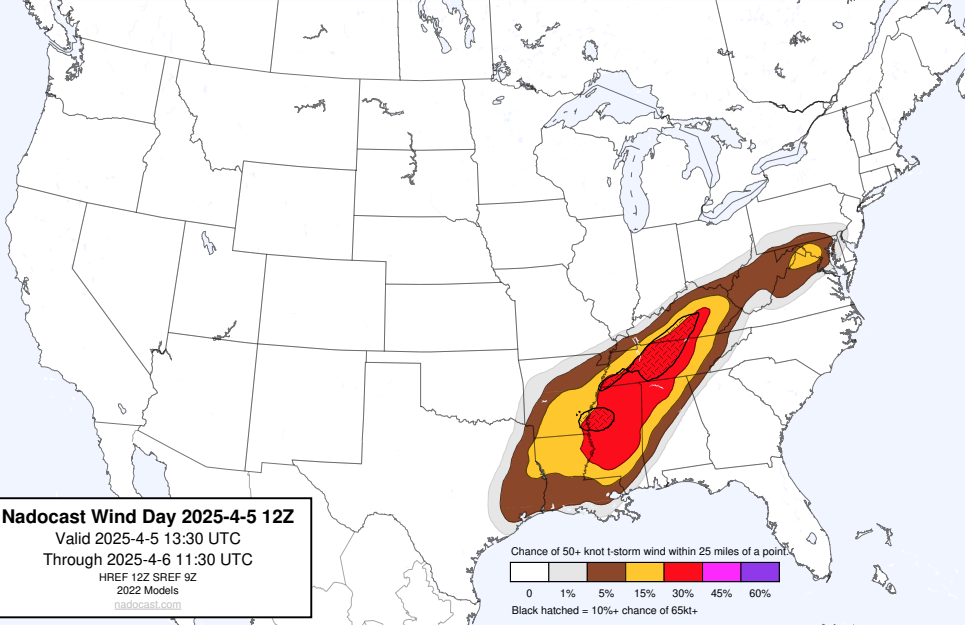 Nadocast Wind Day 2025-4-5 12Z
Valid 2025-4-5 13:30 UTC
Through 2025-4-6 11:30 UTC
HREF 12Z SREF 9Z
2022 Models
nadocast.com
Chance of 50+ knot t-storm wind within 25 miles of a point.
0 1% 5% 15% 30% 45% 60%
Black hatched = 10%+ chance of 65kt+